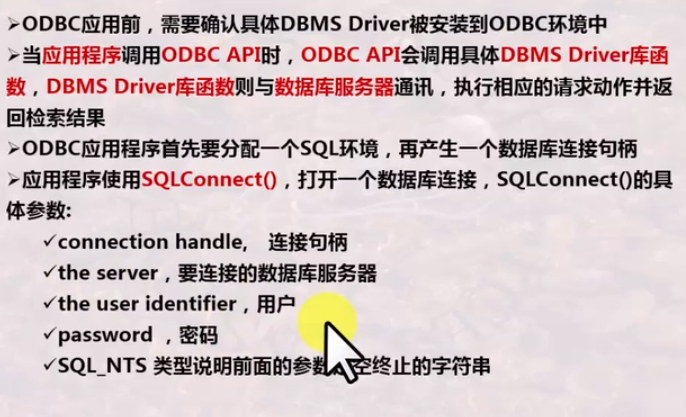 ➢ODBC应用前，需要确认具体DBMS Driver被安装到ODBC环境中
➢当应用程序调用ODBC API时，ODBC API会调用具体DBMS Driver库函
数，DBMS Driver库函数则与数据库服务器通讯，执行相应的请求动作并返
回检索结果
➢ODBC应用程序首先要分配一个SQL环境，再产生一个数据库连接句柄
➢应用程序使用SQLConnect()，打开一个数据库连接，SQLConnect()的具
体参数:
✓connection handle, 连接句柄
✓the server，要连接的数据库服务器
✓the user identifier，用户
✓password ，密码
✓SQL_NTS 类型说明前面的参数 空终止的字符串